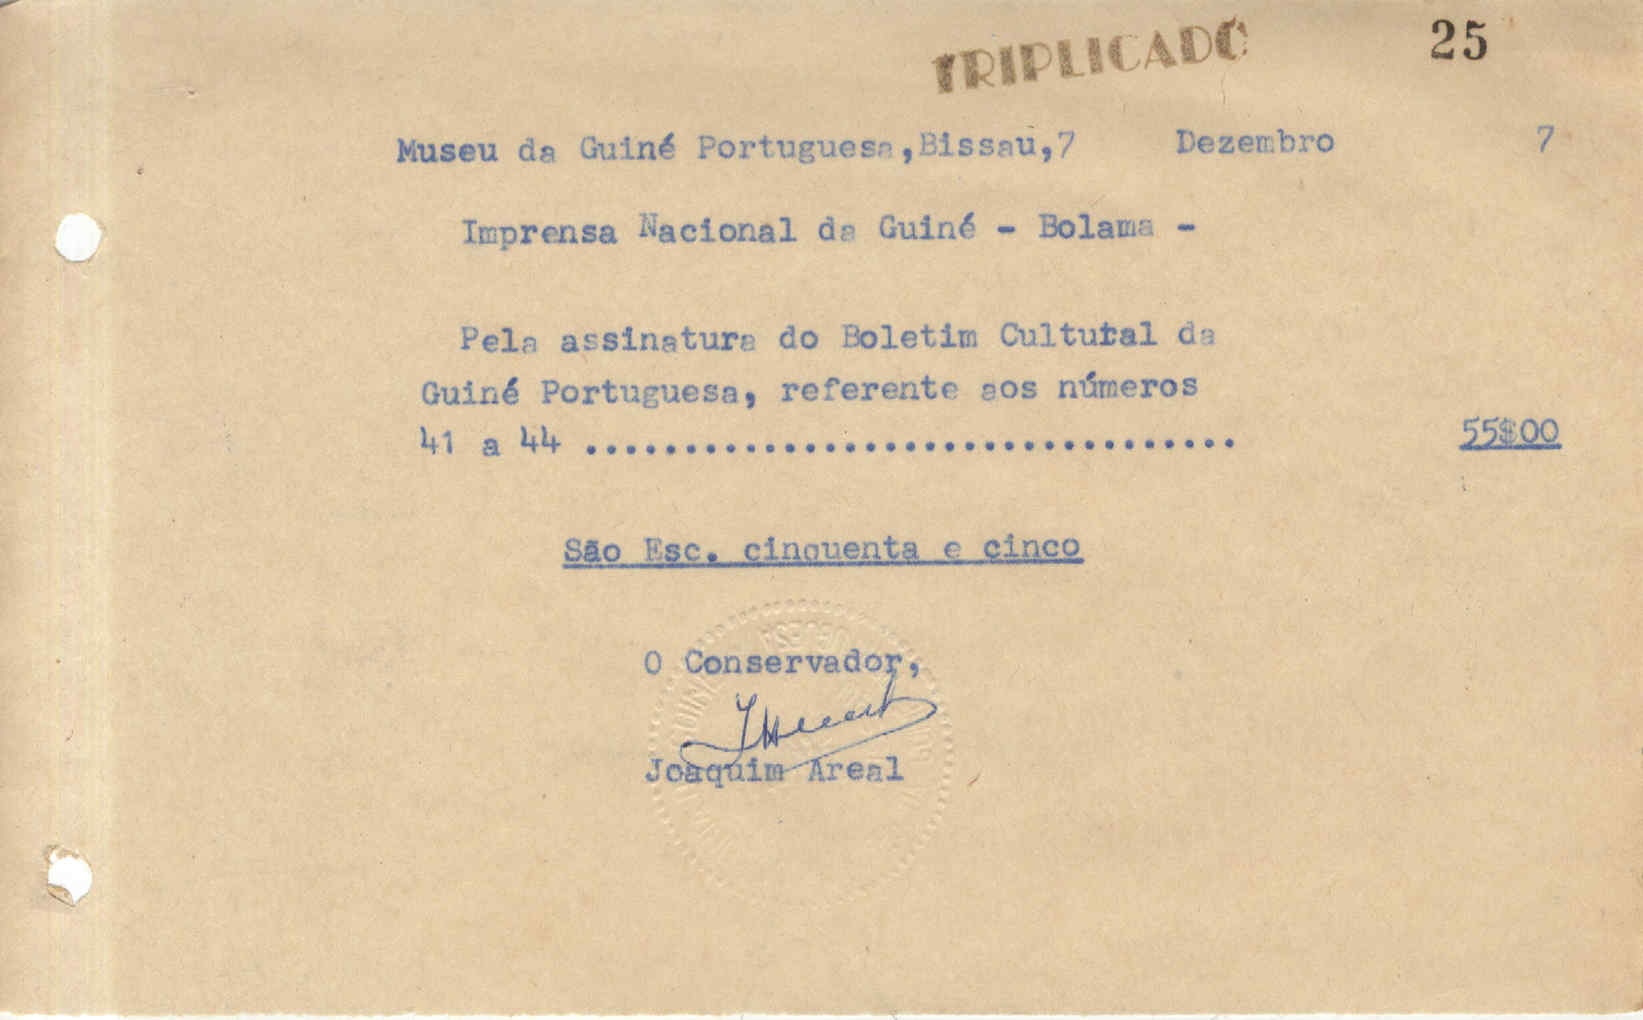 TRIPLICADO 25
Museu da Guiné Portuguesa,Bissau,7 Dezembro 7
Imprensa Nacional da Guiné - Bolama -
Pela assinatura do Boletim Cultural da
Guiné Portuguesa, referente aos números
41 a 44 ................................. 55$00
São Esc. cinquenta e cinco
O Conservador,
Joaquim Areal